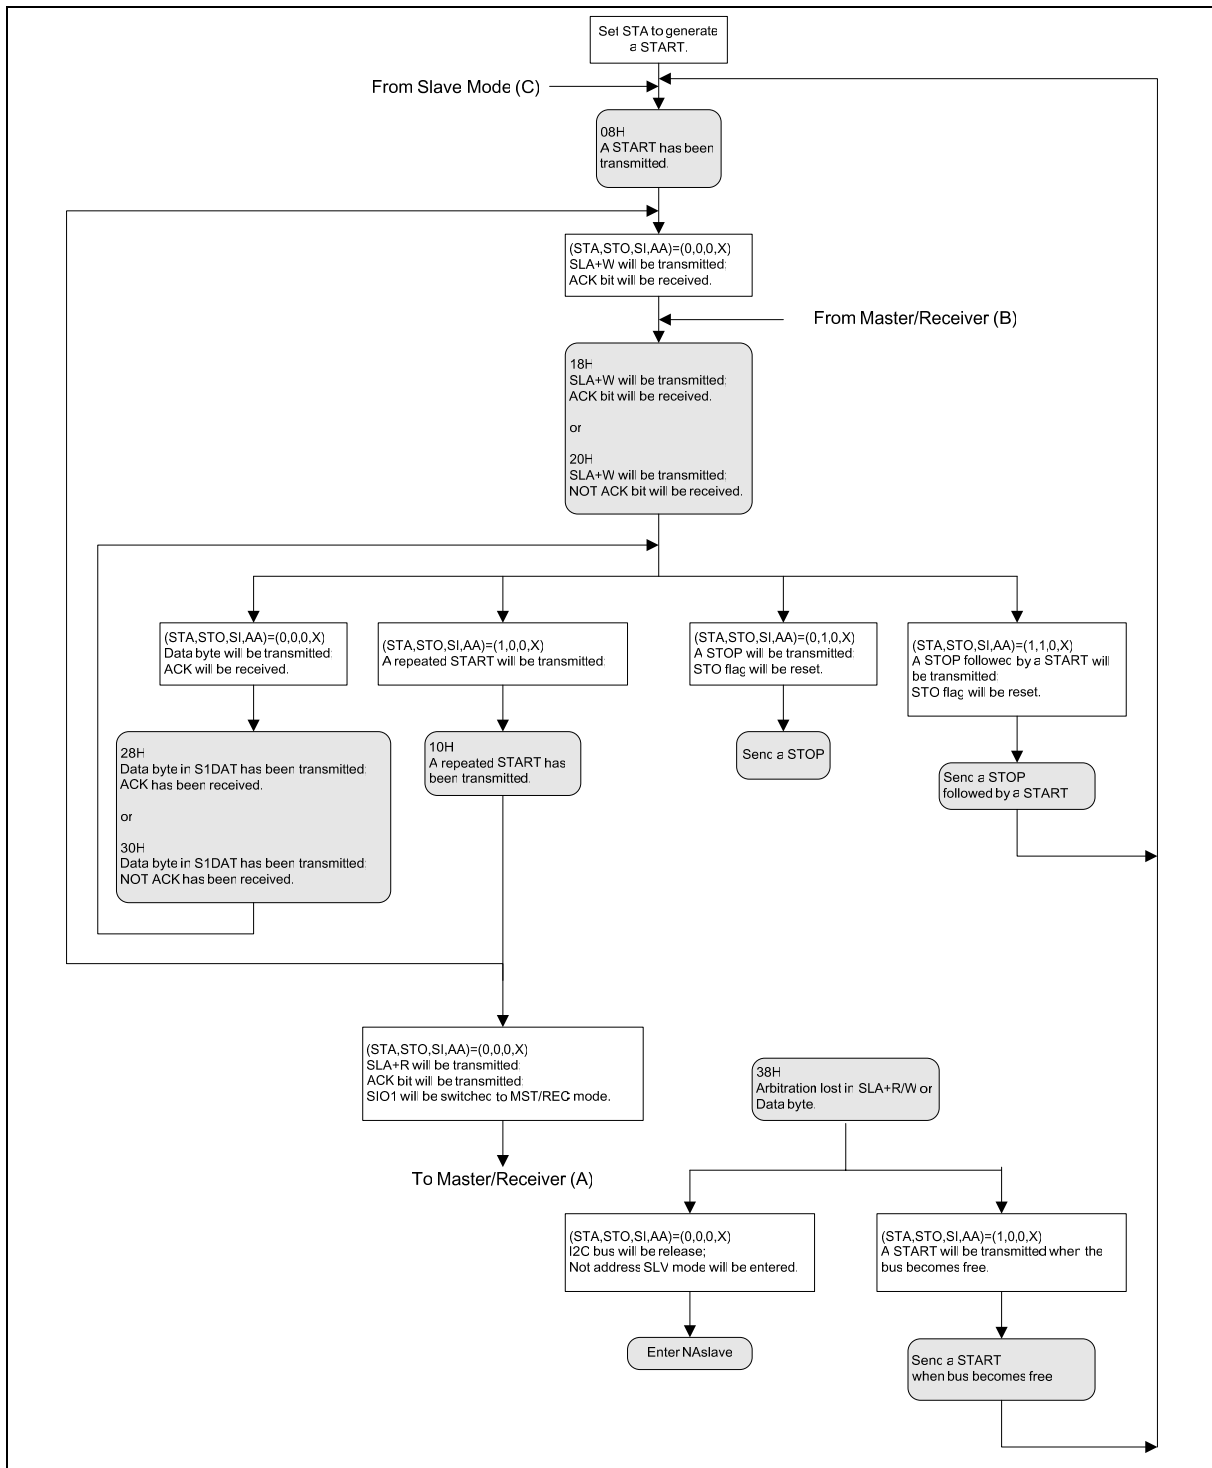 Set STA to generate
a START.
From Slave Mode (C)
08H
A START has been
transmitted.
(STA,STO,SI,AA)=(0,0,0,X)
SLA+W will be transmitted;
ACK bit will be received.
From Master/Receiver (B)
18H
SLA+W will be transmitted;
ACK bit will be received.
or
20H
SLA+W will be transmitted;
NOT ACK bit will be received.
(STA,STO,SI,AA)=(0,0,0,X)
Data byte will be transmitted;
ACK will be received.
(STA,STO,SI,AA)=(1,0,0,X)
A repeated START will be transmitted;
(STA,STO,SI,AA)=(0,1,0,X)
A STOP will be transmitted;
STO flag will be reset.
(STA,STO,SI,AA)=(1,1,0,X)
A STOP followed by a START will
be transmitted;
STO flag will be reset.
28H
Data byte in S1DAT has been transmitted;
ACK has been received.
or
30H
Data byte in S1DAT has been transmitted;
NOT ACK has been received.
10H
A repeated START has
been transmitted.
Send a STOP
Send a STOP
followed by a START
(STA,STO,SI,AA)=(0,0,0,X)
SLA+R will be transmitted;
ACK bit will be transmitted;
SIO1 will be switched to MST/REC mode.
To Master/Receiver (A)
38H
Arbitration lost in SLA+R/W or
Data byte.
(STA,STO,SI,AA)=(0,0,0,X)
I2C bus will be release;
Not address SLV mode will be entered.
(STA,STO,SI,AA)=(1,0,0,X)
A START will be transmitted when the
bus becomes free.
Enter NAslave
Send a START
when bus becomes free